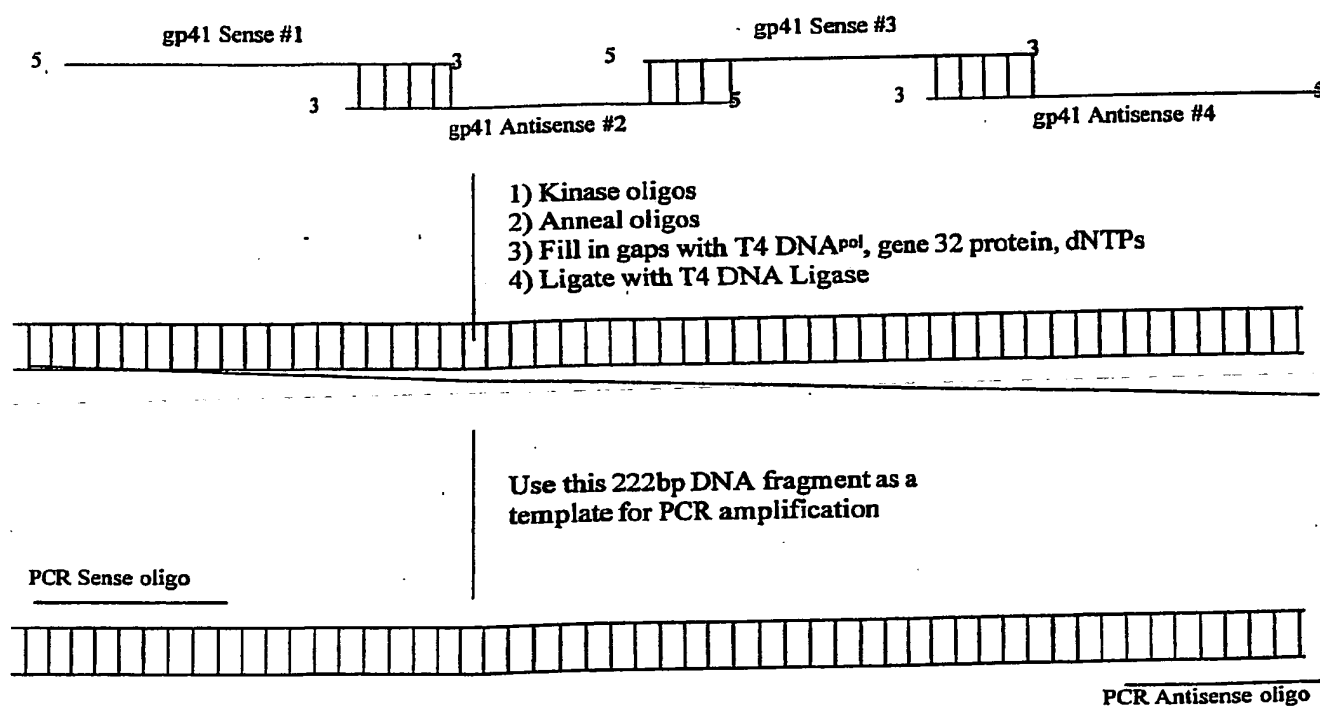 gp41 Sense #1
gp41 Sense #3
5
3
5
3
3
5
3
5
gp41 Antisense #2
gp41 Antisense #4
1) Kinase oligos
2) Anneal oligos
3) Fill in gaps with T4 DNApol, gene 32 protein, dNTPs
4) Ligate with T4 DNA Ligase
Use this 222bp DNA fragment as a
template for PCR amplification
PCR Sense oligo
PCR Antisense oligo